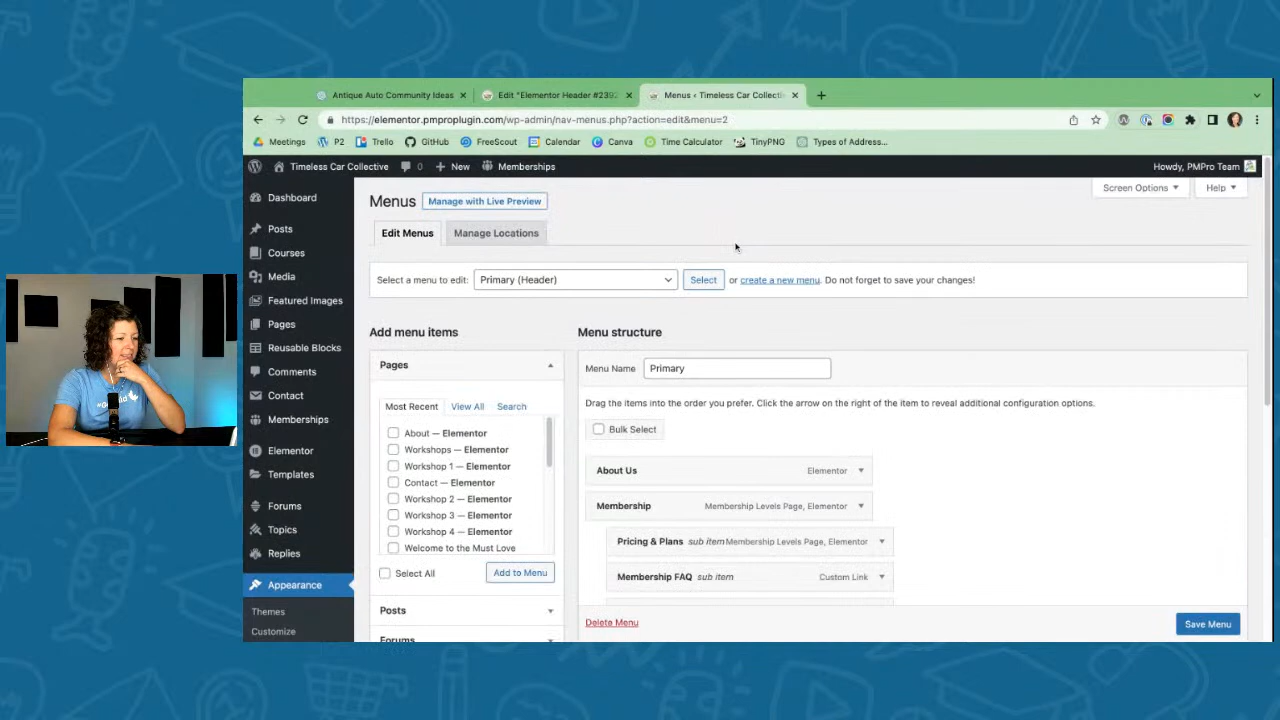 Antique Auto Community Ideas
Edit "Elementor Header #2392
Menus ‹ Timeless Car Collecti
https://elementor.pmproplugin.com/wp-admin/nav-menus.php?action=edit&menu=2
Meetings P2 Trello GitHub FreeScout Calendar Canva Time Calculator TinyPNG Types of Address...
Timeless Car Collective 0 New Memberships
Howdy, PMPro Team
Dashboard
Posts
Courses
Media
Featured Images
Pages
Reusable Blocks
Comments
Contact
Memberships
Elementor
Templates
Forums
Topics
Replies
Appearance
Themes
Customize
Screen Options
Help
Menus
Manage with Live Preview
Edit Menus
Manage Locations
Select a menu to edit: Primary (Header) Select or create a new menu. Do not forget to save your changes!
Add menu items
Pages
Most Recent View All Search
About — Elementor
Workshops — Elementor
Workshop 1 — Elementor
Contact — Elementor
Workshop 2 — Elementor
Workshop 3 — Elementor
Workshop 4 — Elementor
Welcome to the Must Love
Select All
Add to Menu
Posts
Forums
Menu structure
Menu Name Primary
Drag the items into the order you prefer. Click the arrow on the right of the item to reveal additional configuration options.
Bulk Select
About Us Elementor
Membership Membership Levels Page, Elementor
Pricing & Plans sub item Membership Levels Page, Elementor
Membership FAQ sub item Custom Link
Delete Menu
Save Menu